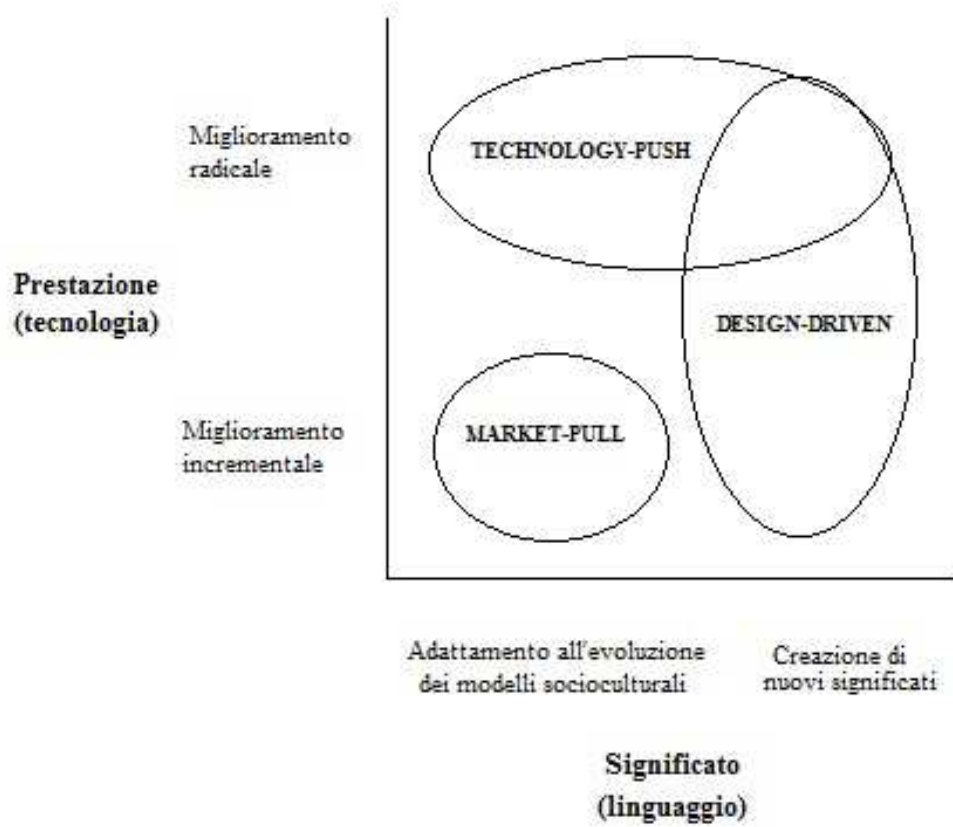 Miglioramento
radicale
TECHNOLOGY-PUSH
Prestazione
(tecnologia)
DESIGN-DRIVEN
Miglioramento
incrementale
MARKET-PULL
Adattamento all'evoluzione
dei modelli socioculturali
Creazione di
nuovi significati
Significato
(linguaggio)